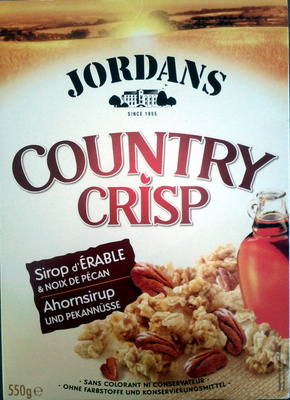 JORDANS
SINCE 1855
COUNTRY
CRISP
Sirop d'ÉRABLE
& NOIX DE PÉCAN
Ahornsirup
UND PEKANNÜSSE
· SANS COLORANT NI CONSERVATEUR ·
· OHNE FARBSTOFFE UND KONSERVIERUNGSMITTEL ·
550g e